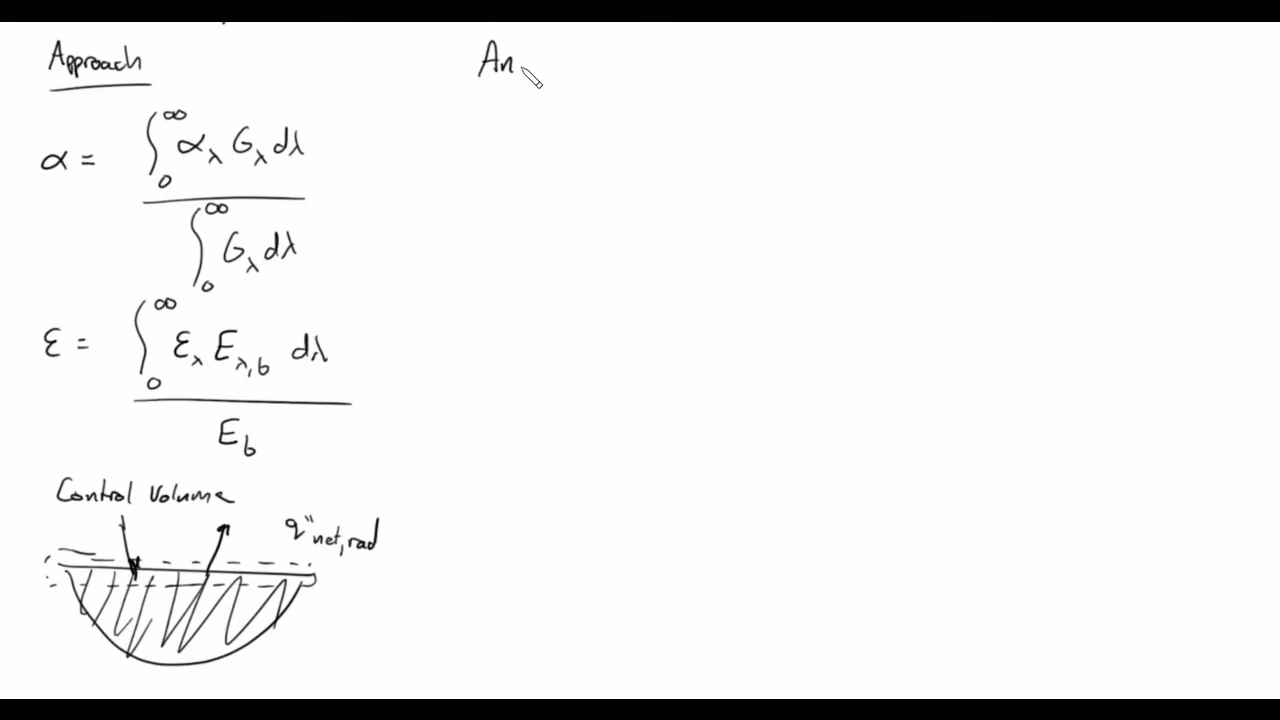 Approach
An
α = ∫₀^∞ α_λ G_λ dλ
∫₀^∞ G_λ dλ
ε = ∫₀^∞ ε_λ E_λ,b dλ
E_b
Control Volume
q"net,rad